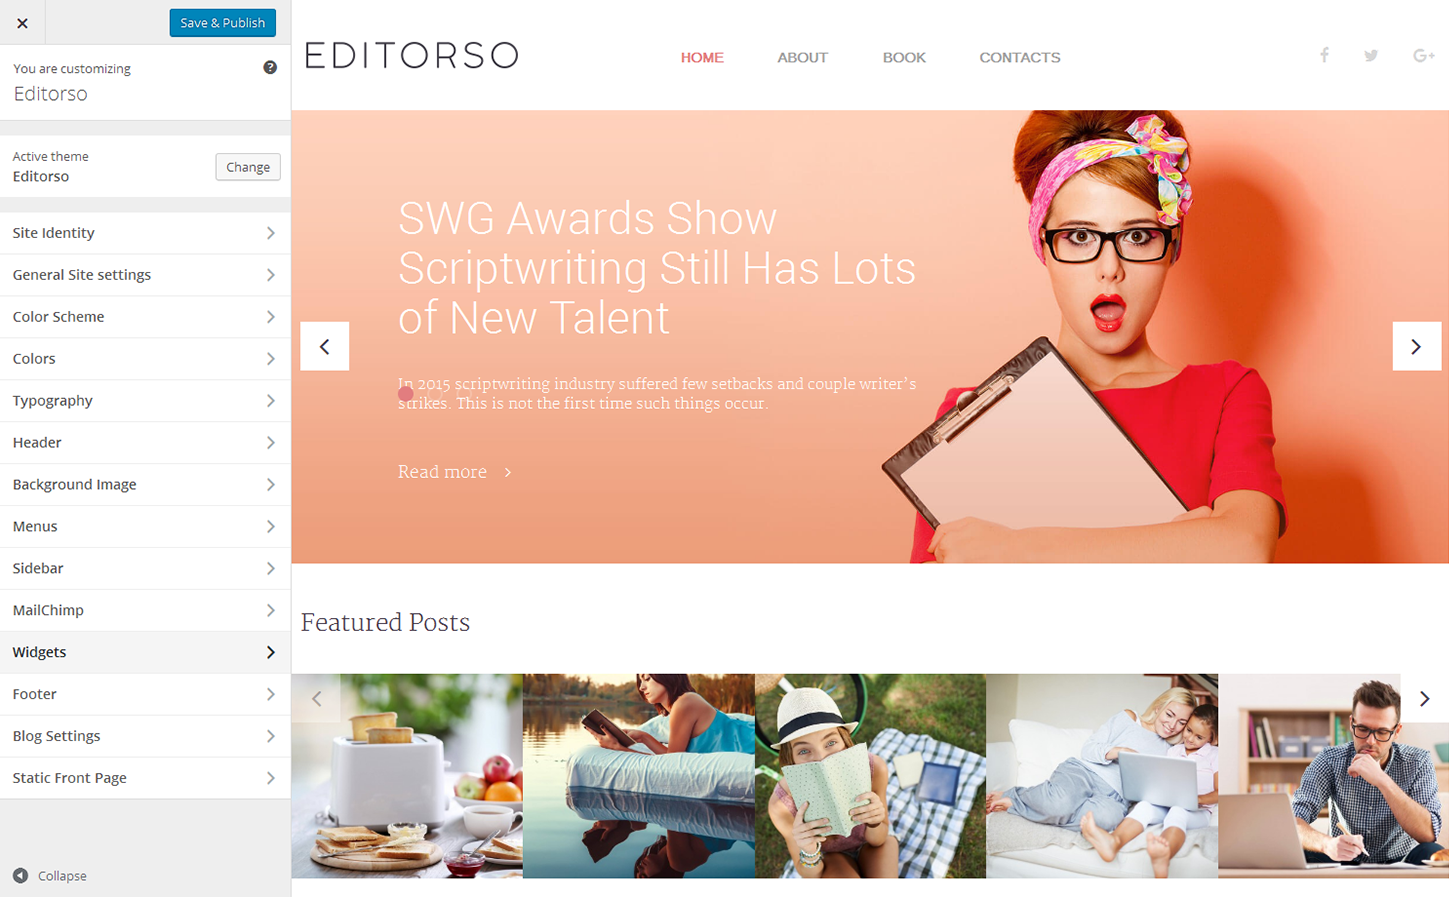 Save & Publish
You are customizing
Editorso
Active theme
Editorso
Change
Site Identity
General Site settings
Color Scheme
Colors
Typography
Header
Background Image
Menus
Sidebar
MailChimp
Widgets
Footer
Blog Settings
Static Front Page
Collapse
EDITORSO
HOME ABOUT BOOK CONTACTS
SWG Awards Show
Scriptwriting Still Has Lots
of New Talent
In 2015 scriptwriting industry suffered few setbacks and couple writer’s
strikes. This is not the first time such things occur.
Read more
Featured Posts